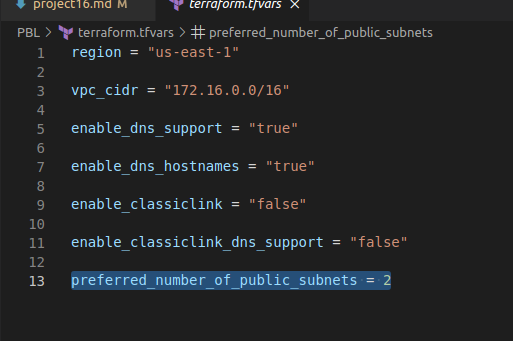 project16.md M
terraform.tfvars ×
PBL > terraform.tfvars > # preferred_number_of_public_subnets
1 region = "us-east-1"
2
3 vpc_cidr = "172.16.0.0/16"
4
5 enable_dns_support = "true"
6
7 enable_dns_hostnames = "true"
8
9 enable_classiclink = "false"
10
11 enable_classiclink_dns_support = "false"
12
13 preferred_number_of_public_subnets = 2